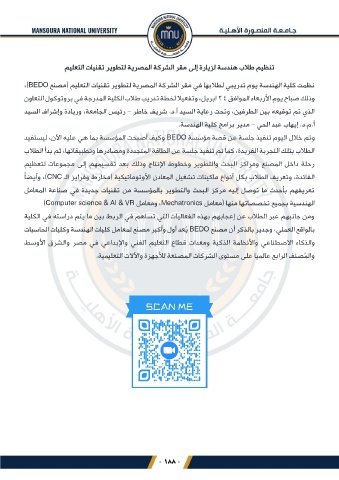 MANSOURA NATIONAL UNIVERSITY
جـامـعـة المنصـورة الأهـليـة
MNU
تنظيم طلاب هندسة لزيارة إلى مقر الشركة المصرية لتطوير تقنيات التعليم
نظمت كلية الهندسة يوم تدريبي لطلابها في مقر الشركة المصرية لتطوير تقنيات التعليم (مصنع BEDO)،
وذلك صباح يوم الأربعاء الموافق ٢٤ ابريل، وتفعيلا لخطة تدريب طلاب الكلية المدرجة في بروتوكول التعاون
الذي تم توقيعه بين الطرفين، وتحت رعاية السيد أ.د. شريف خاطر - رئيس الجامعة، وريادة وإشراف السيد
أ.م.د. إيهاب عبد الحي - مدير برامج كلية الهندسة.
وتم خلال اليوم تنفيذ جلسة عن قصة مؤسسة BEDO وكيف أصبحت المؤسسة بما هي عليه الآن، ليستفيد
الطلاب بتلك التجربة الفريدة، كما تم تنفيذ جلسة عن الطاقة المتجددة ومصادرها وتطبيقاتها، ثم بدأ الطلاب
رحلة داخل المصنع ومراكز البحث والتطوير وخطوط الإنتاج وذلك بعد تقسيمهم إلى مجموعات لتعظيم
الفائدة، وتعريف الطلاب بكل أنواع ماكينات تشغيل المعادن الأوتوماتيكية (مخارط وفرايز الـ CNC)، وأيضاً
تعريفهم بأحدث ما توصل إليه مركز البحث والتطوير بالمؤسسة من تقنيات جديدة في صناعة المعامل
الهندسية بجميع تخصصاتها منها (معامل Mechatronics، ومعامل Computer science & AI & VR)
ومن جانبهم عبر الطلاب عن إعجابهم بهذه الفعاليات التي تساهم في الربط بين ما يتم دراسته في الكلية
بالواقع العملي، وجدير بالذكر أن مصنع BEDO يُعد أول وأكبر مصنع لمعامل كليات الهندسة وكليات الحاسبات
والذكاء الاصطناعي والأنظمة الذكية ومعدات قطاع التعليم الفني والإبداعي في مصر والشرق الأوسط،
والمُصنف الرابع عالميا على مستوى الشركات المصنعة للأجهزة والآلات التعليمية.
SCAN ME
- ١٨٨ -